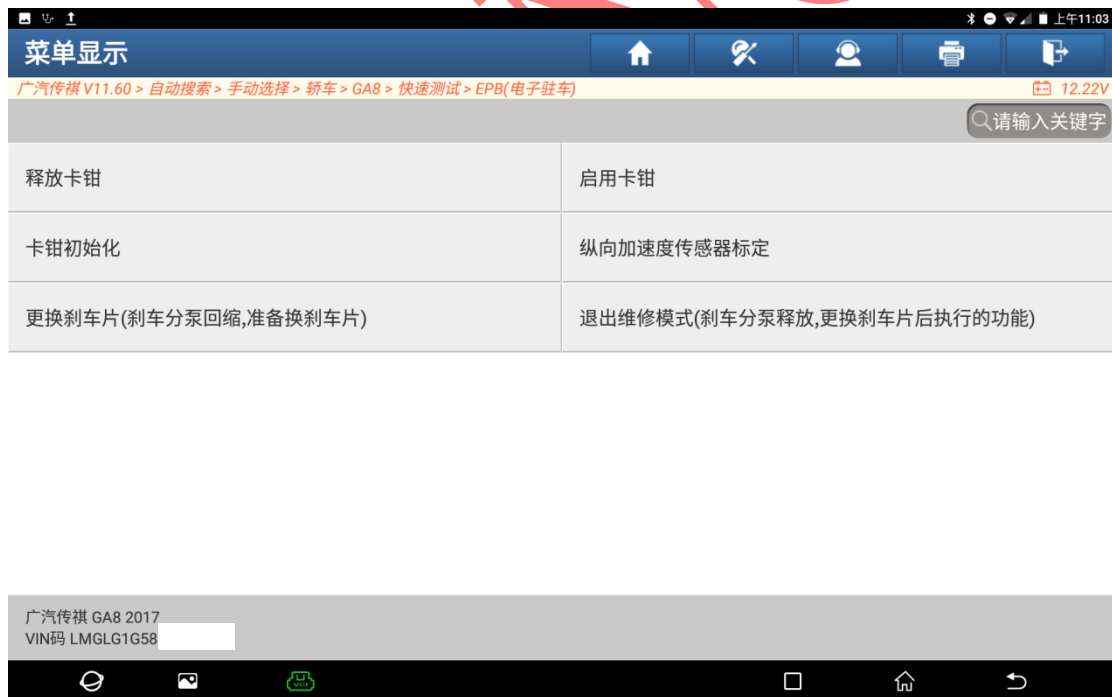 上午11:03
菜单显示
广汽传祺 V11.60 > 自动搜索 > 手动选择 > 轿车 > GA8 > 快速测试 > EPB(电子驻车) 12.22V
请输入关键字
释放卡钳 启用卡钳
卡钳初始化 纵向加速度传感器标定
更换刹车片(刹车分泵回缩,准备换刹车片) 退出维修模式(刹车分泵释放,更换刹车片后执行的功能)
广汽传祺 GA8 2017
VIN码 LMGLG1G58
VCI